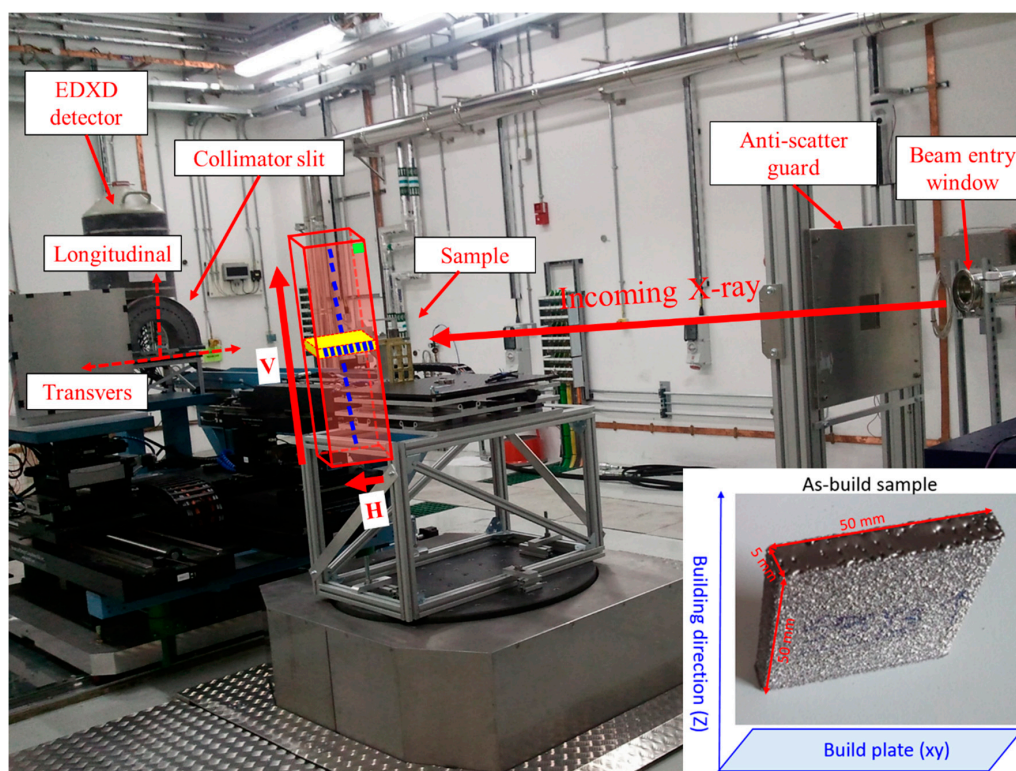 EDXD
detector
Collimator slit
Anti-scatter
guard
Beam entry
window
Longitudinal
Sample
Incoming X-ray
V
Transvers
H
As-build sample
50 mm
5 mm
50 mm
Building direction (Z)
Build plate (xy)